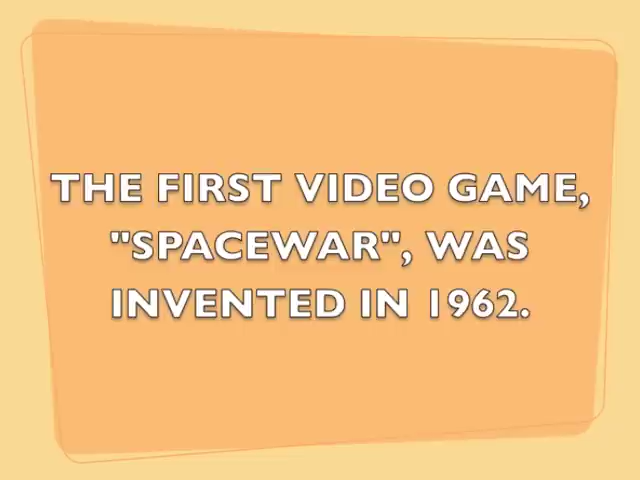 THE FIRST VIDEO GAME,
"SPACEWAR", WAS
INVENTED IN 1962.